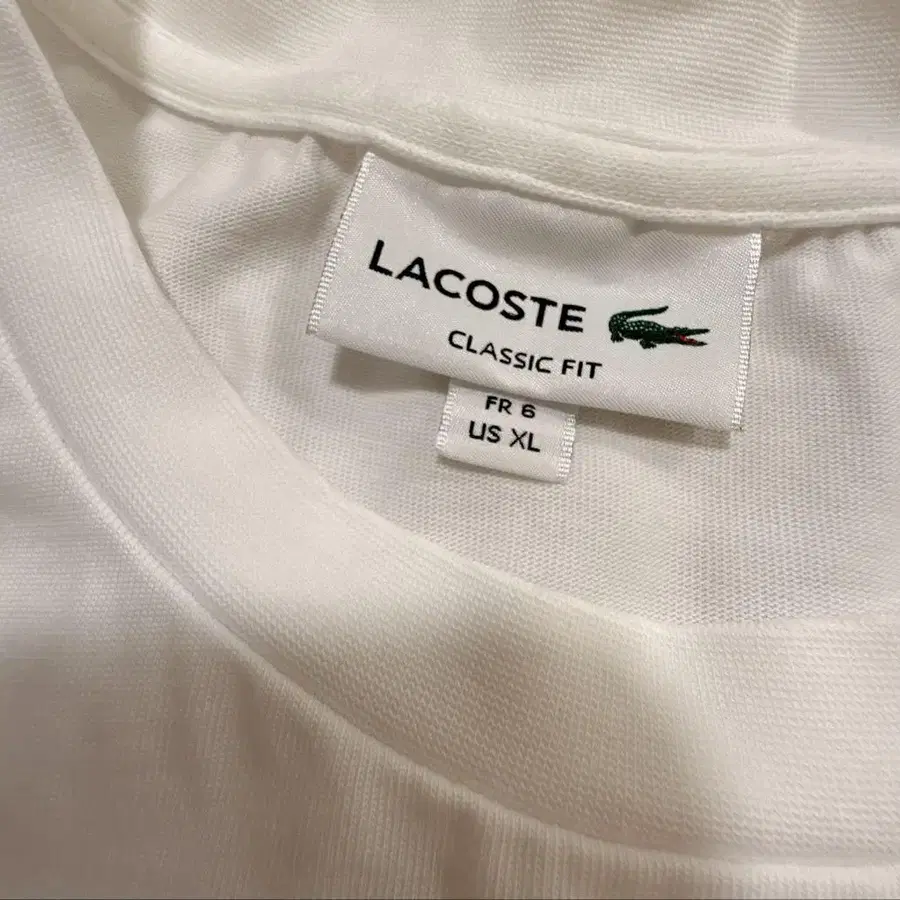 LACOSTE
CLASSIC FIT
FR 6
US XL